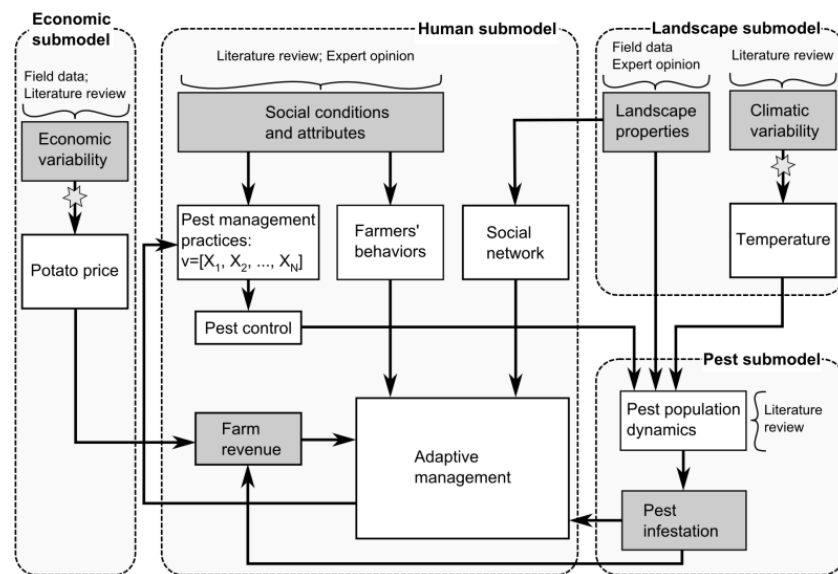 Economic
submodel
Human submodel
Landscape submodel
Field data;
Literature review
Literature review; Expert opinion
Field data
Expert opinion
Literature review
Economic
variability
Social conditions
and attributes
Landscape
properties
Climatic
variability
Potato price
Pest management
practices:
v=[X1, X2, ..., XN]
Farmers'
behaviors
Social
network
Temperature
Pest control
Pest submodel
Farm
revenue
Adaptive
management
Pest population
dynamics
Literature
review
Pest
infestation